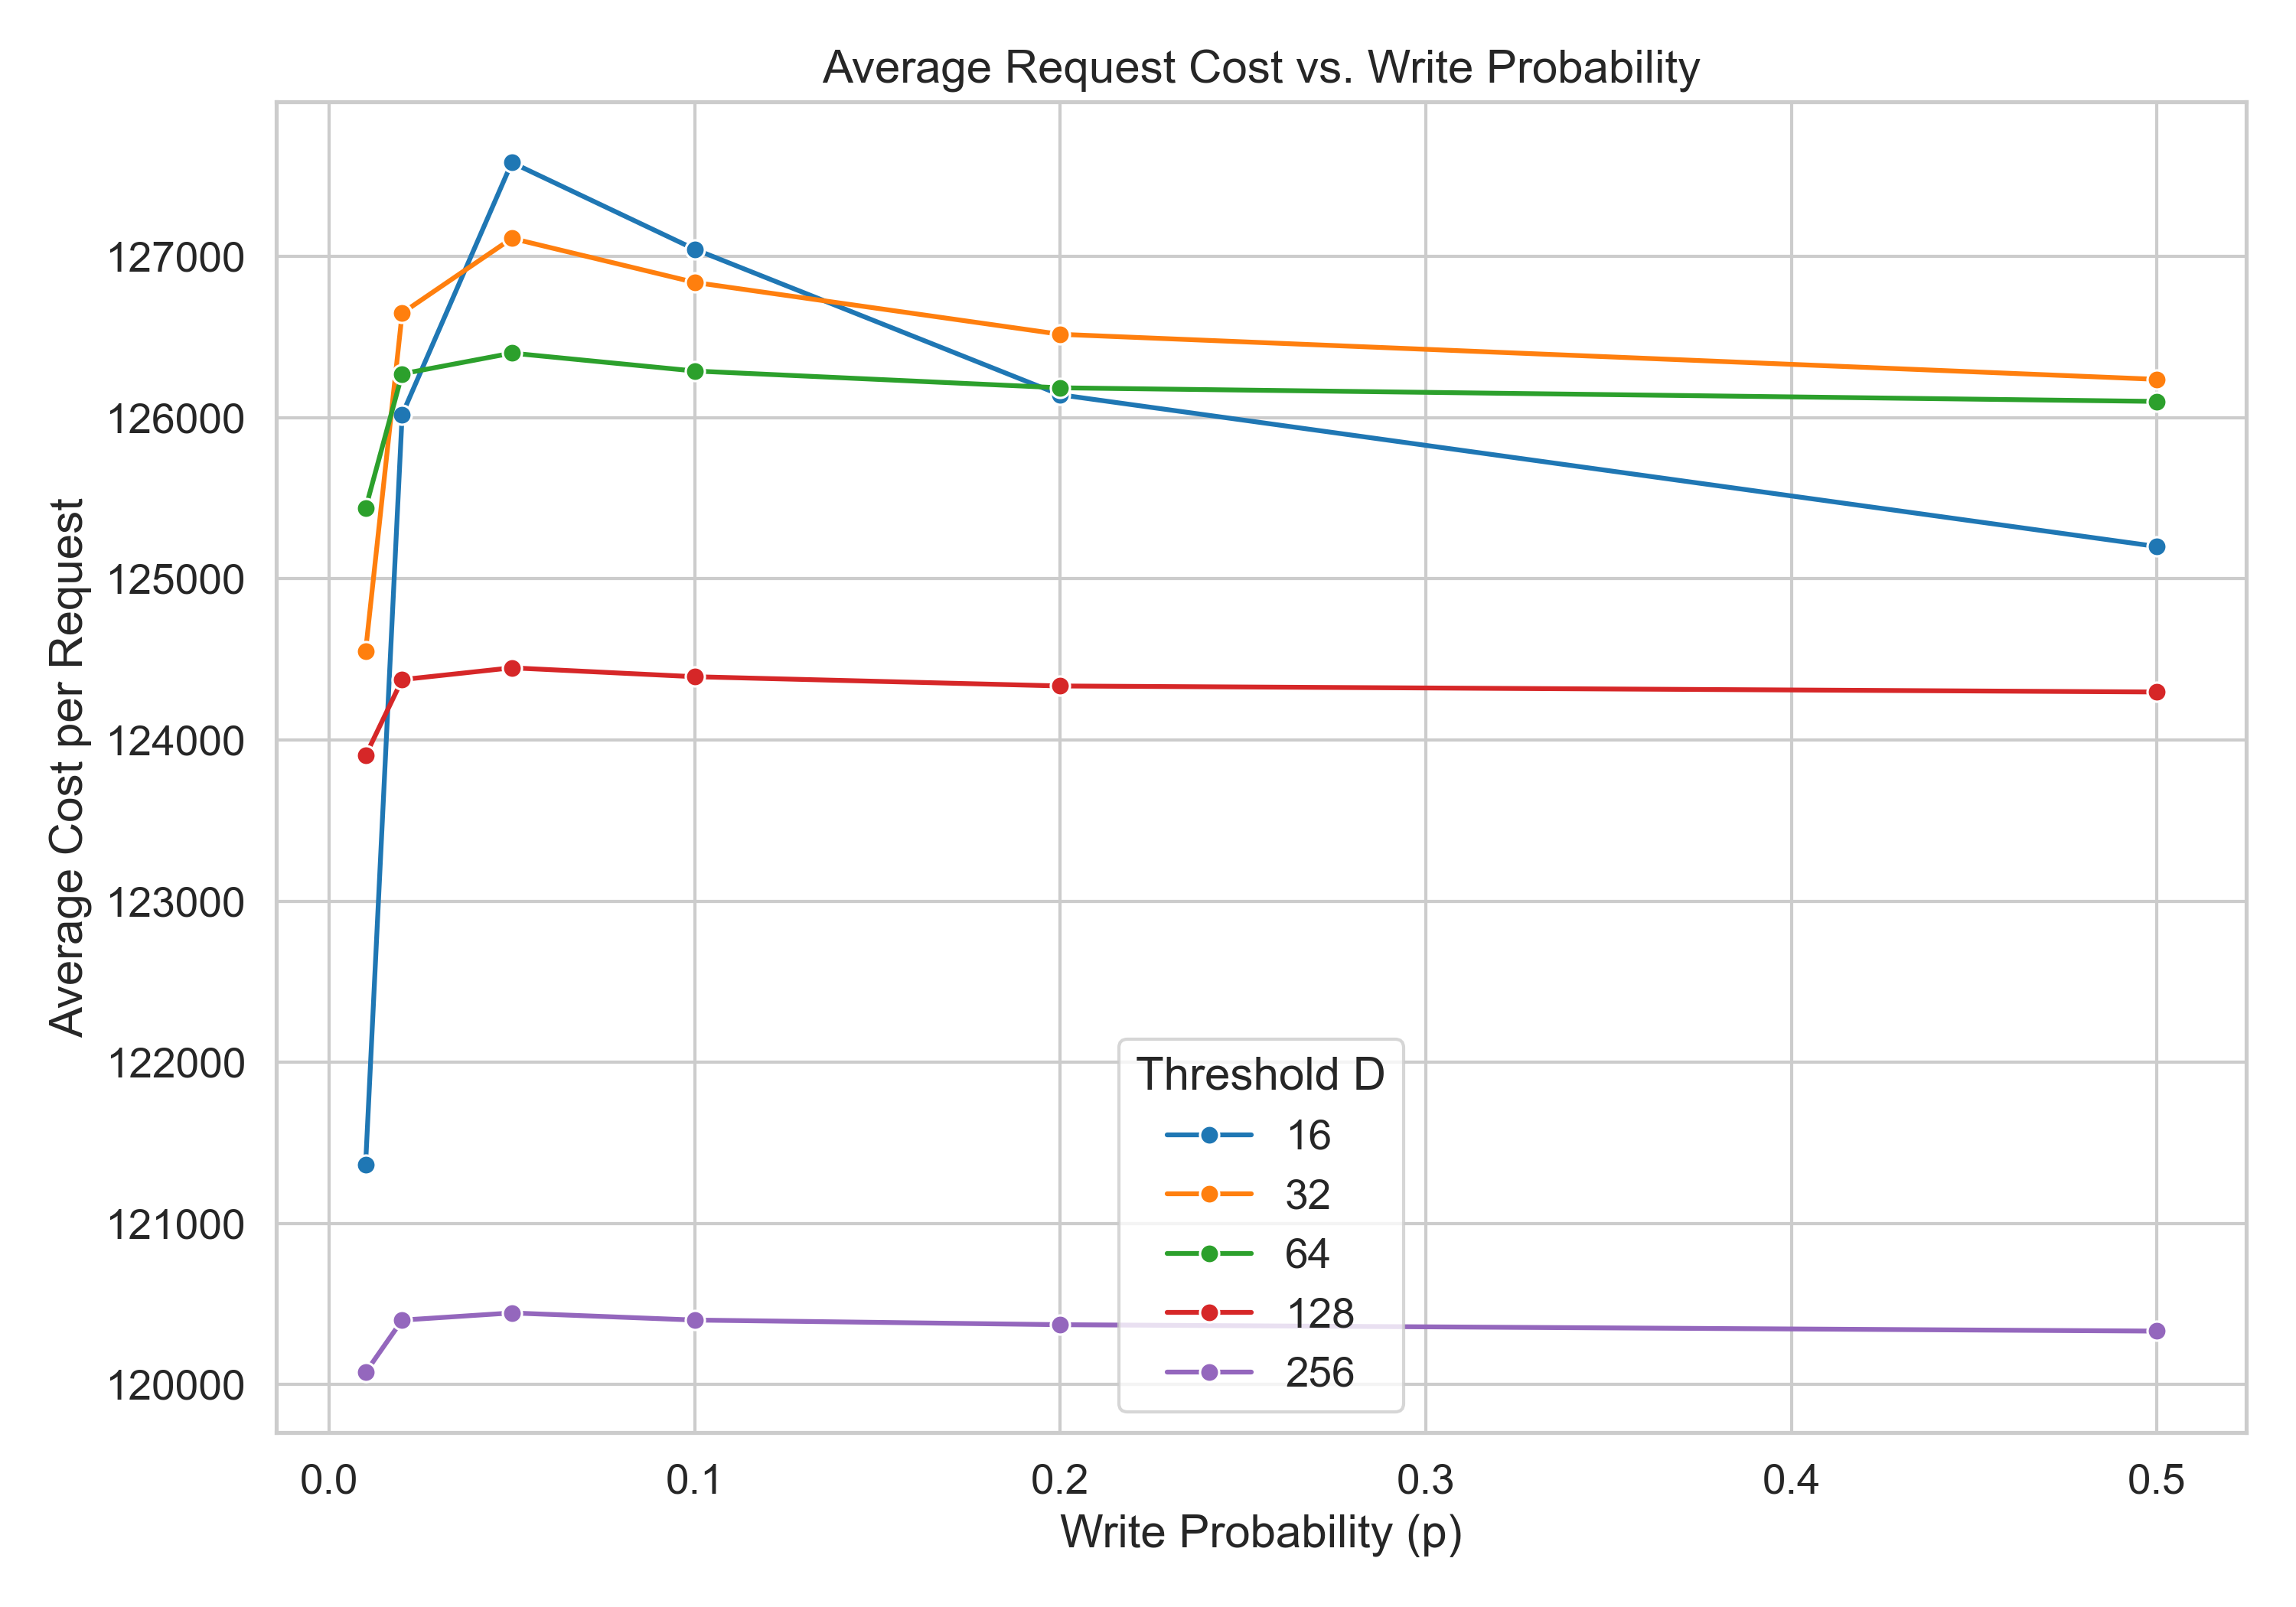 Average Request Cost vs. Write Probability
Average Cost per Request
127000
126000
125000
124000
123000
122000
121000
120000
Threshold D
16
32
64
128
256
0.0 0.1 0.2 0.3 0.4 0.5
Write Probability (p)